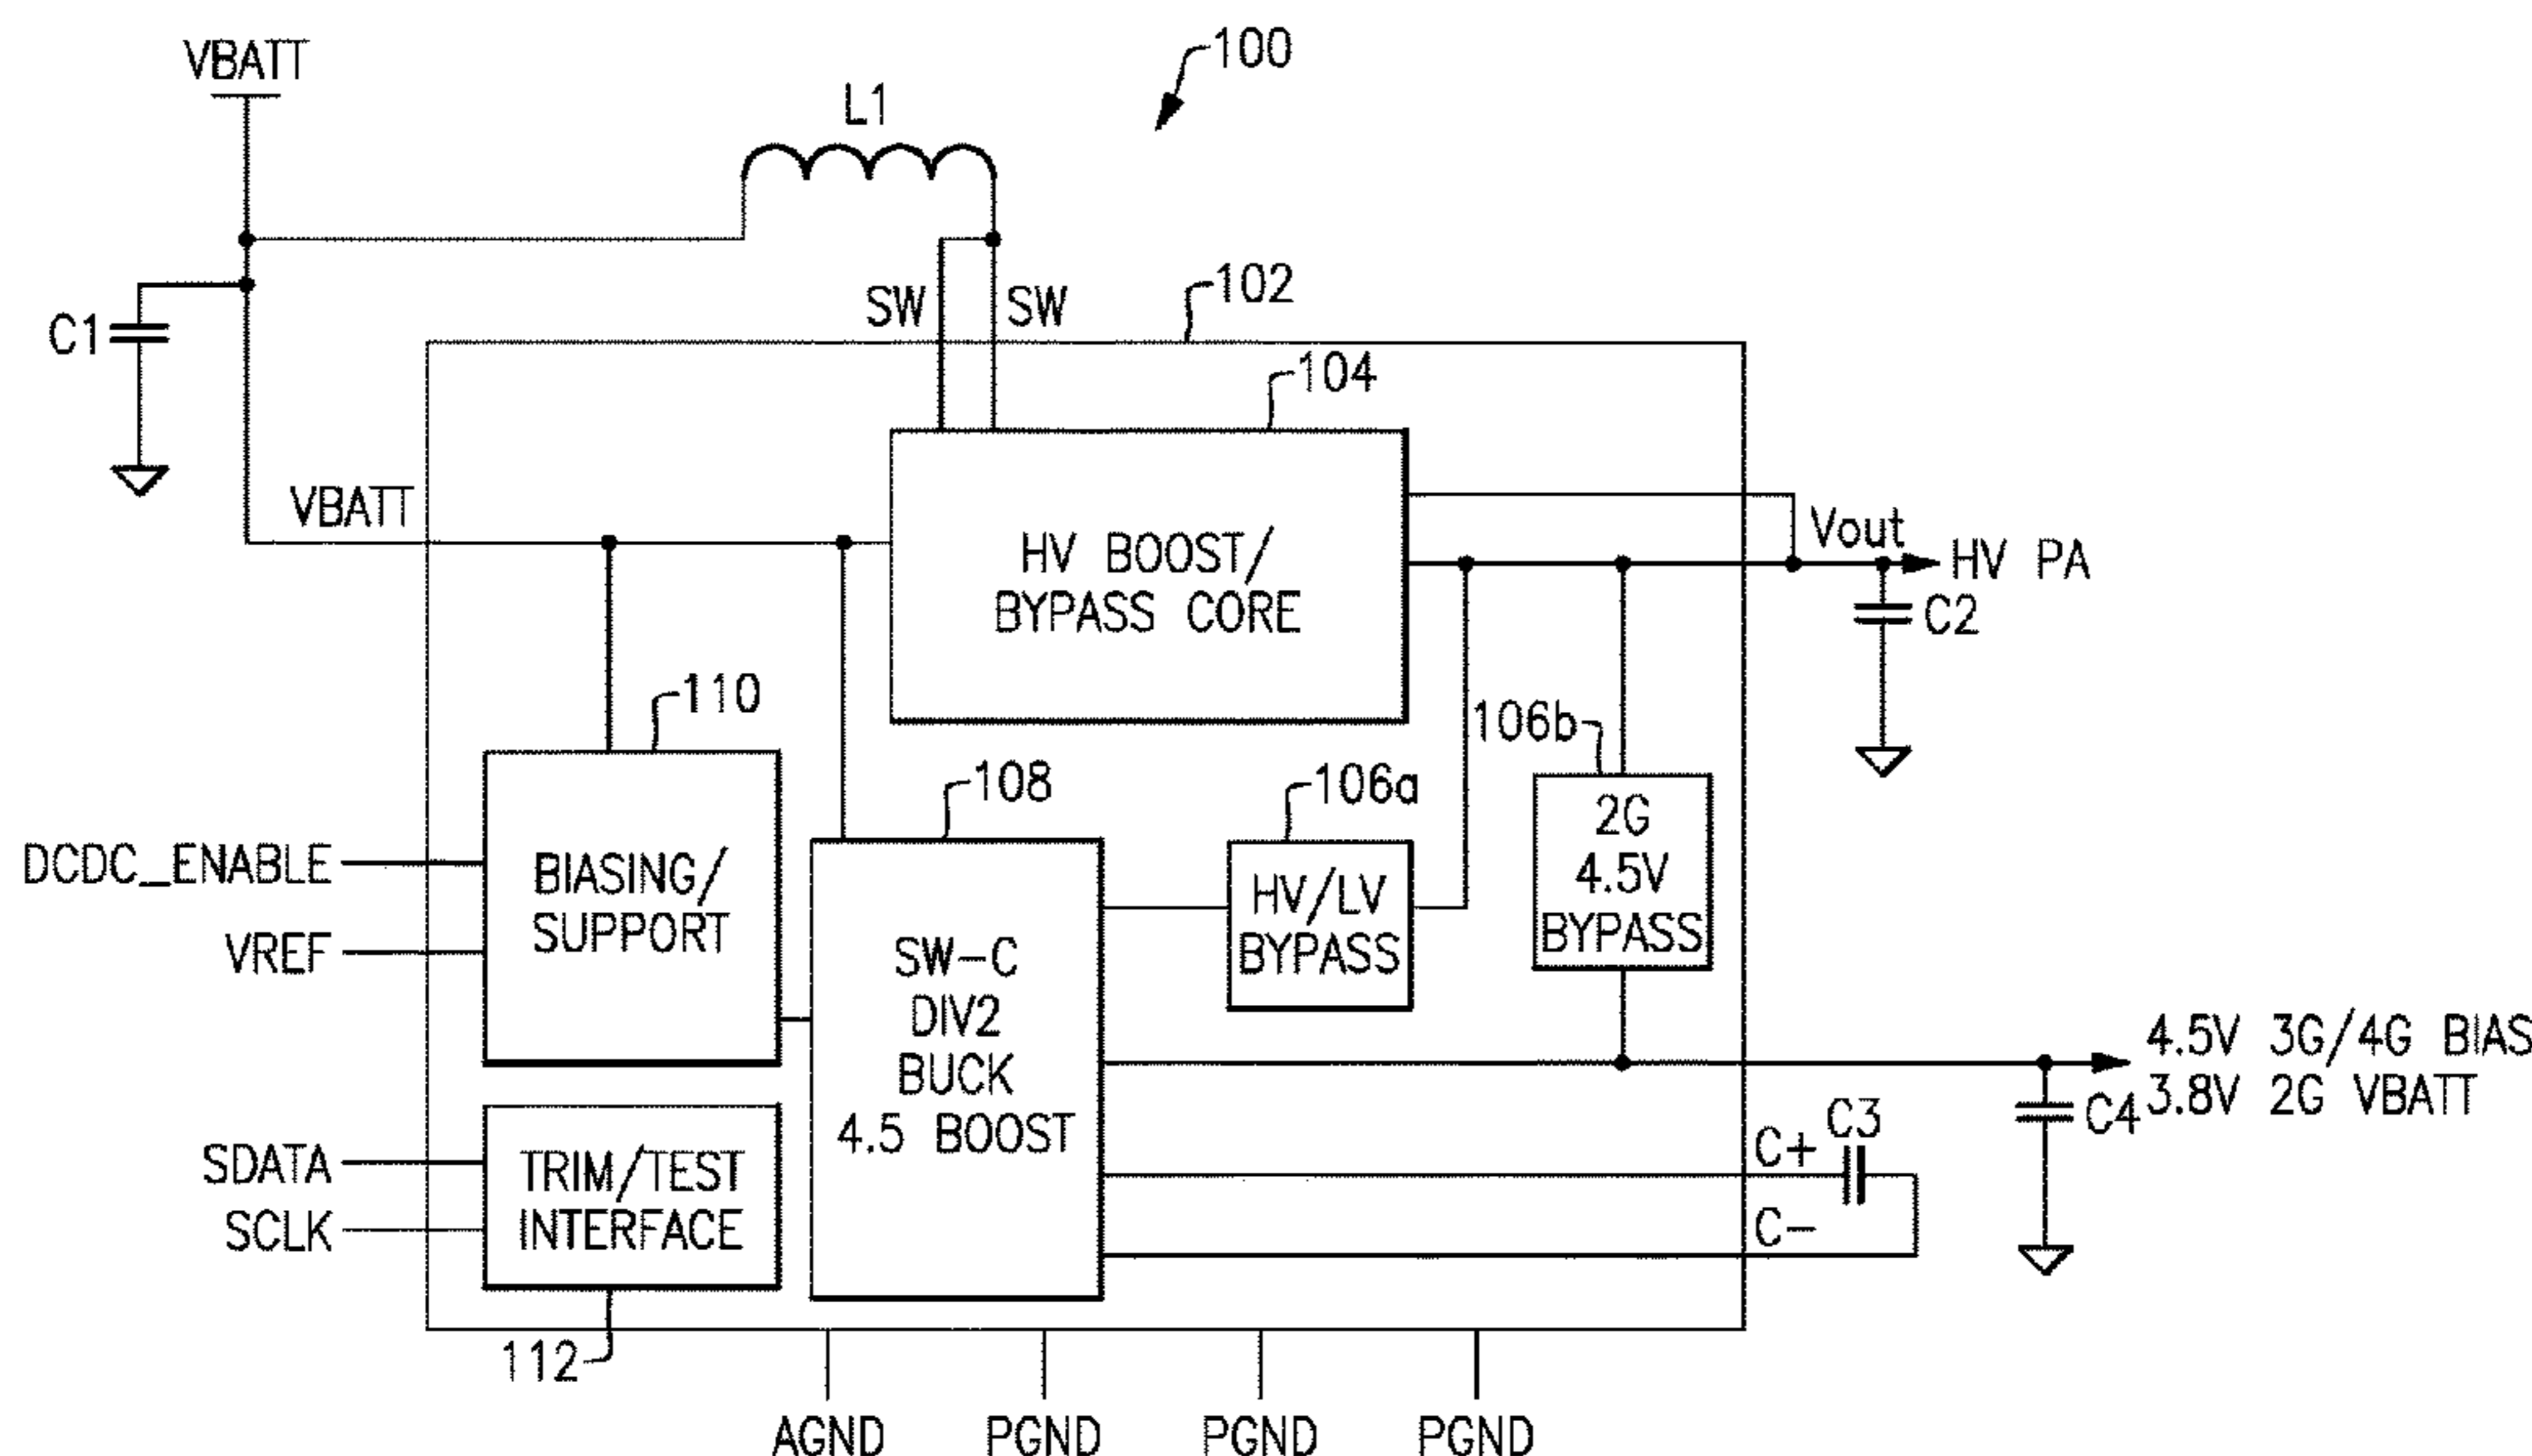 VBATT
100
L1
SW
SW
102
C1
104
VBATT
HV BOOST/
BYPASS CORE
Vout
HV PA
C2
110
106b
108
106a
2G
4.5V
BYPASS
DCDC_ENABLE
BIASING/
SUPPORT
HV/LV
BYPASS
VREF
SW-C
DIV2
BUCK
4.5 BOOST
4.5V 3G/4G BIAS
3.8V 2G VBATT
C4
C3
C+
C-
SDATA
SCLK
TRIM/TEST
INTERFACE
112
AGND
PGND
PGND
PGND